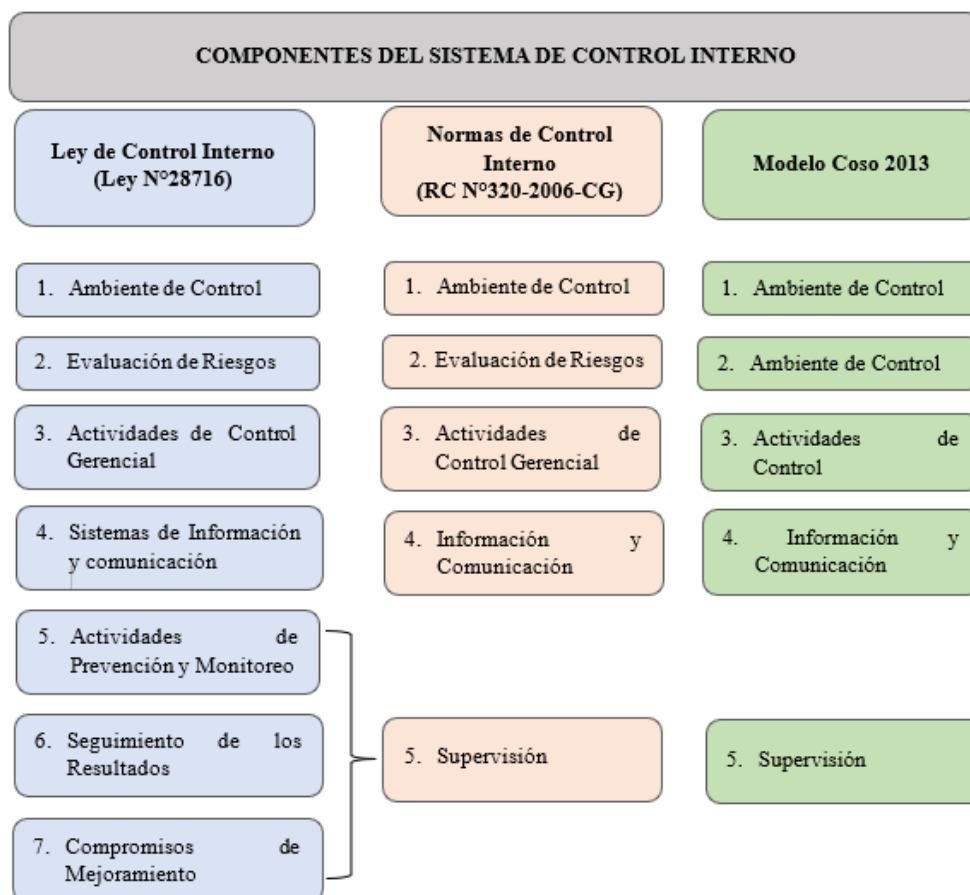 COMPONENTES DEL SISTEMA DE CONTROL INTERNO
Ley de Control Interno
(Ley N°28716)
Normas de Control
Interno
(RC N°320-2006-CG)
Modelo Coso 2013
1. Ambiente de Control
1. Ambiente de Control
1. Ambiente de Control
2. Evaluación de Riesgos
2. Evaluación de Riesgos
2. Ambiente de Control
3. Actividades de Control
Gerencial
3. Actividades de
Control Gerencial
3. Actividades de
Control
4. Sistemas de Información
y comunicación
4. Información y
Comunicación
4. Información y
Comunicación
5. Actividades de
Prevención y Monitoreo
6. Seguimiento de los
Resultados
7. Compromisos de
Mejoramiento
5. Supervisión
5. Supervisión